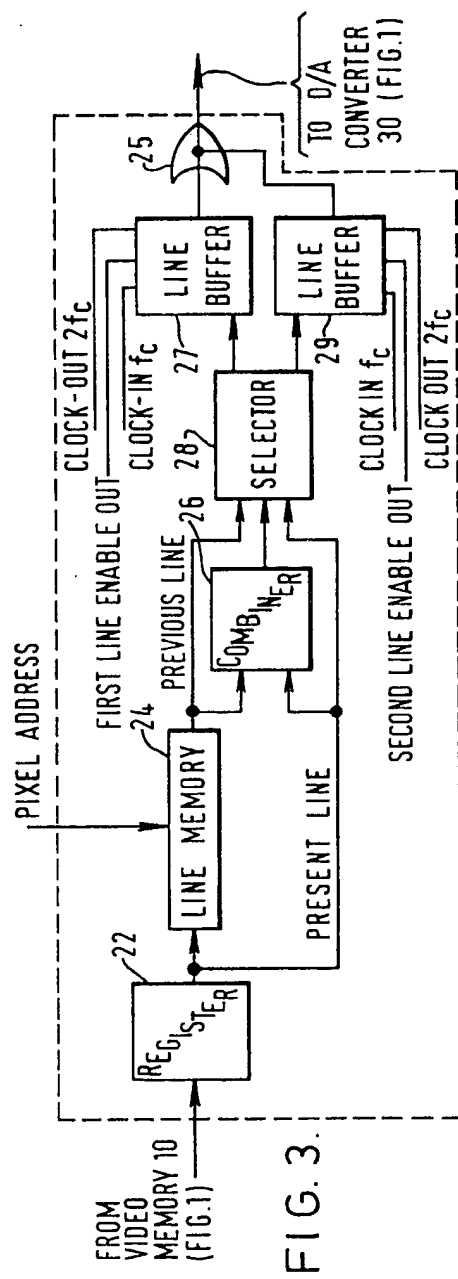 FROM
VIDEO
MEMORY 10
(FIG.1)
22
REGISTER
PIXEL ADDRESS
24
LINE MEMORY
PREVIOUS LINE
PRESENT LINE
26
COMBINER
28
SELECTOR
CLOCK-OUT 2fc
FIRST LINE ENABLE OUT
CLOCK-IN fc
27
LINE
BUFFER
25
LINE
BUFFER
29
CLOCK IN fc
SECOND LINE ENABLE OUT
CLOCK OUT 2fc
TO D/A
CONVERTER
30 (FIG.1)
FIG. 3.